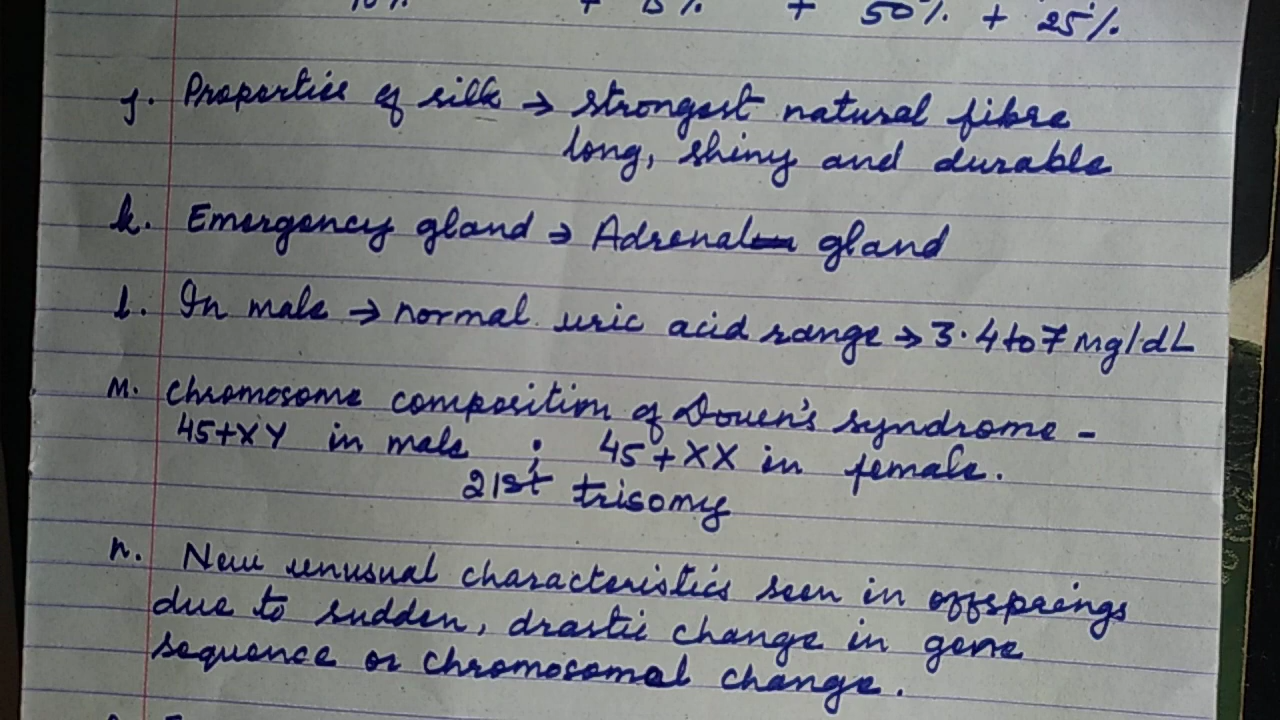 + 50% + 25%
j. Properties of silk → strongest natural fibre
long, shiny and durable
k. Emergency gland → Adrenal gland
l. In male → normal uric acid range → 3.4 to 7 mg/dL
M. Chromosome composition of Down's syndrome -
45+XY in male ; 45+XX in female.
21st trisomy
n. New unusual characteristics seen in offsprings
due to sudden, drastic change in gene
sequence or chromosomal change.